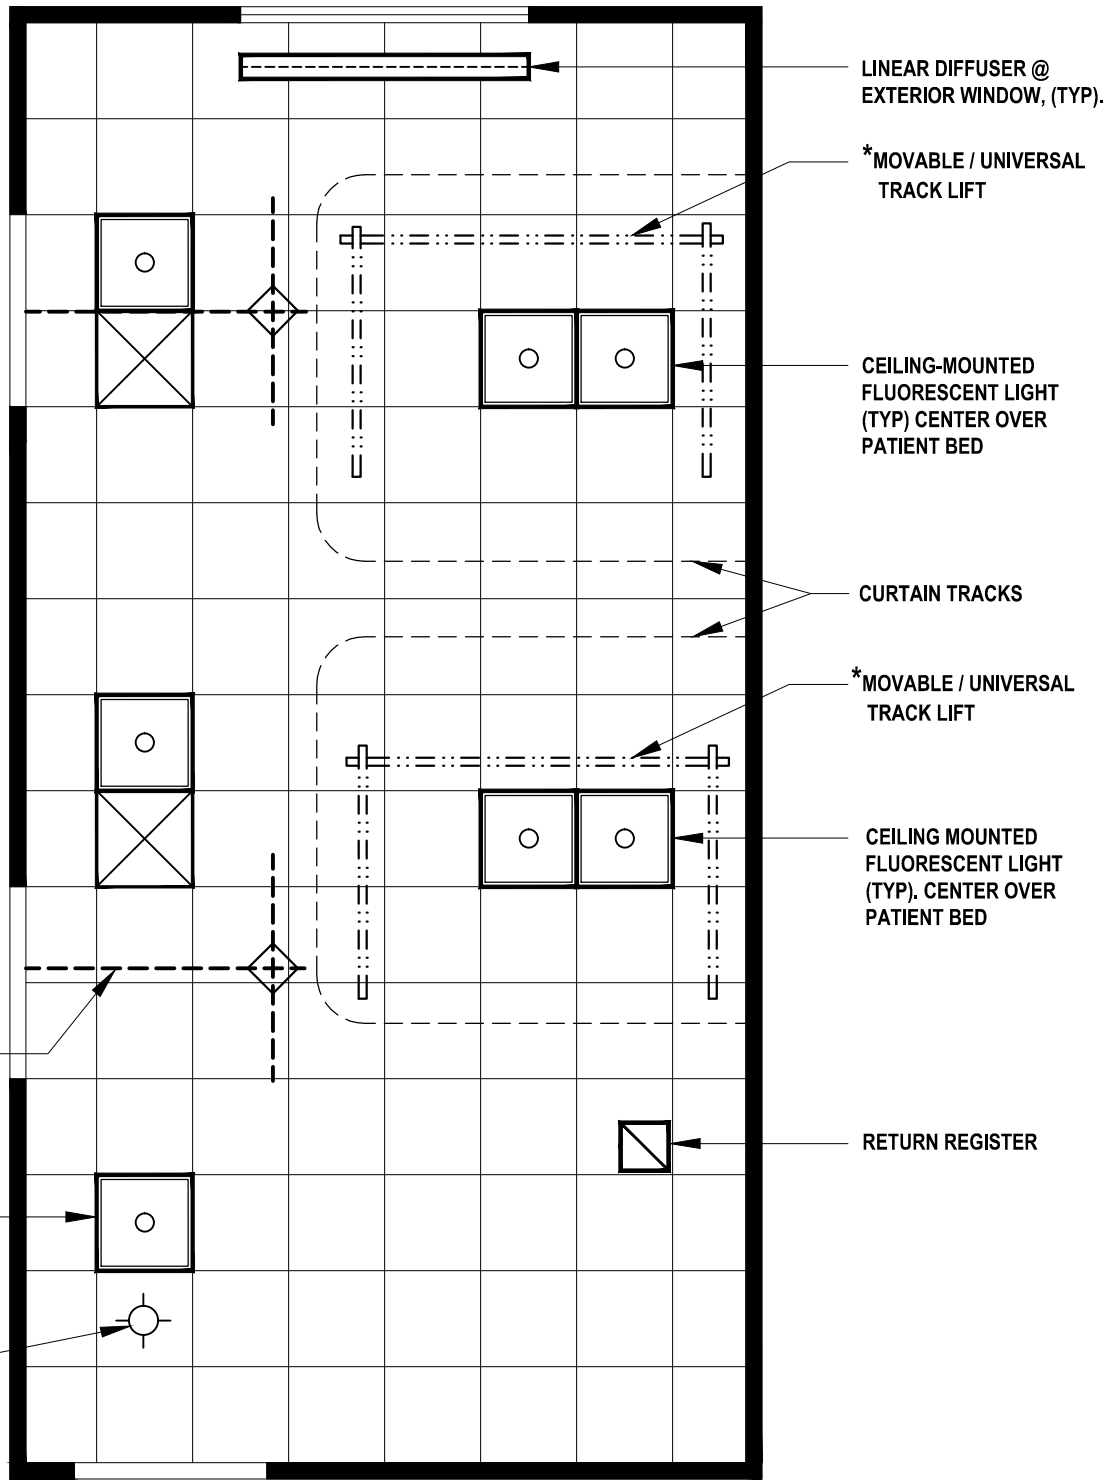 LINEAR DIFFUSER @
EXTERIOR WINDOW, (TYP).
*MOVABLE / UNIVERSAL
TRACK LIFT
CEILING-MOUNTED
FLUORESCENT LIGHT
(TYP) CENTER OVER
PATIENT BED
CURTAIN TRACKS
*MOVABLE / UNIVERSAL
TRACK LIFT
CEILING MOUNTED
FLUORESCENT LIGHT
(TYP). CENTER OVER
PATIENT BED
RETURN REGISTER